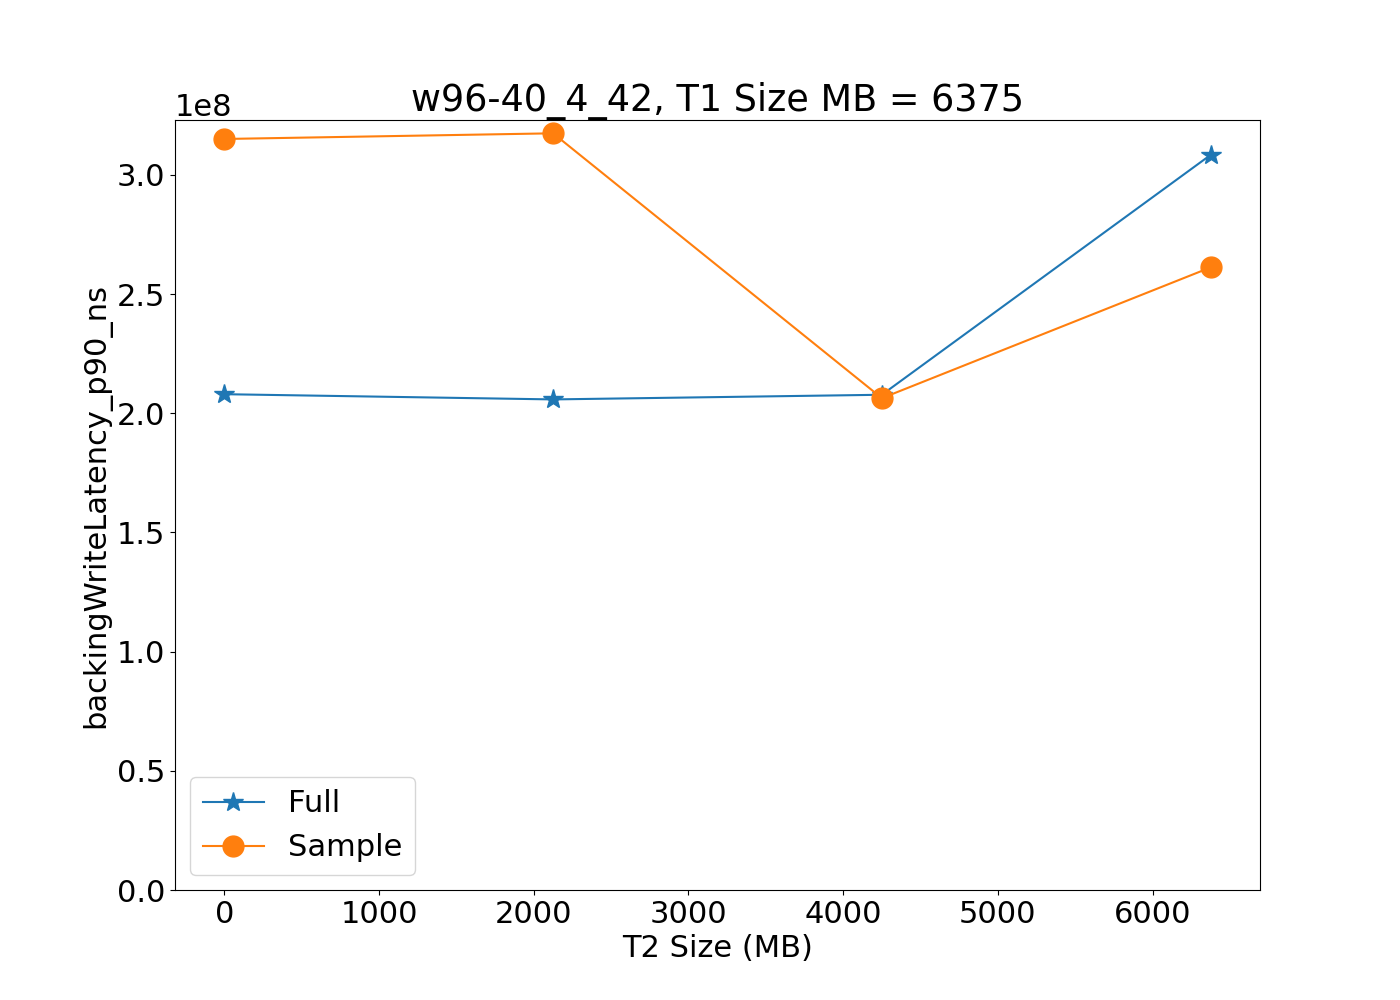 w96-40_4_42, T1 Size MB = 6375
1e8
3.0
2.5
2.0
1.5
1.0
0.5
0.0
backingWriteLatency_p90_ns
Full
Sample
0 1000 2000 3000 4000 5000 6000
T2 Size (MB)